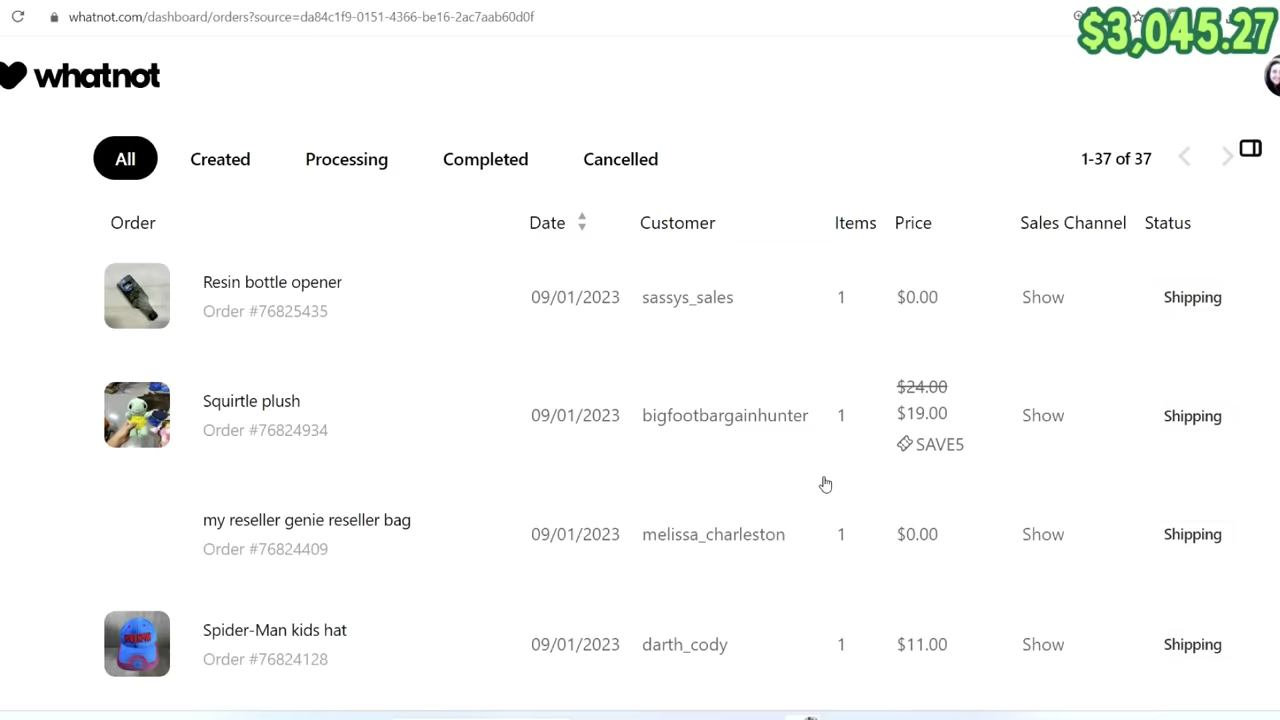 whatnot.com/dashboard/orders?source=da84c1f9-0151-4366-be16-2ac7aab60d0f
$3,045.27
whatnot
All Created Processing Completed Cancelled 1-37 of 37
Order Date Customer Items Price Sales Channel Status
Resin bottle opener
Order #76825435
09/01/2023 sassys_sales 1 $0.00 Show Shipping
Squirtle plush
Order #76824934
09/01/2023 bigfootbargainhunter 1
$24.00
$19.00
SAVE5
Show Shipping
my reseller genie reseller bag
Order #76824409
09/01/2023 melissa_charleston 1 $0.00 Show Shipping
Spider-Man kids hat
Order #76824128
09/01/2023 darth_cody 1 $11.00 Show Shipping